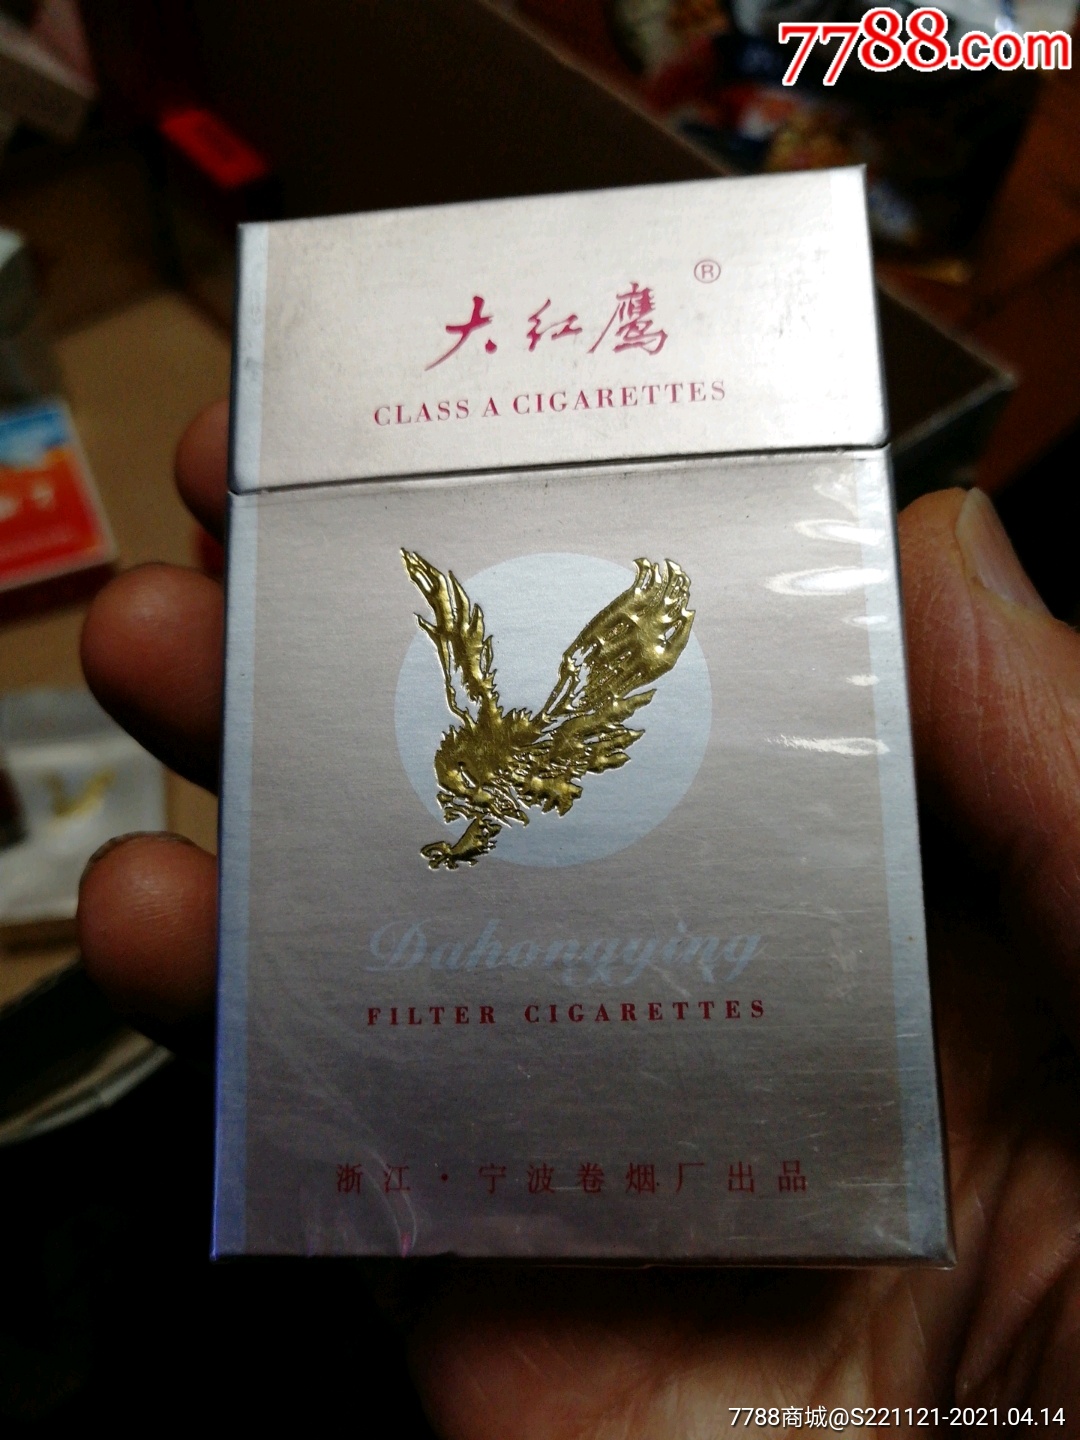 7788.com
大红鹰
®
CLASS A CIGARETTES
Dahongying
FILTER CIGARETTES
浙江·宁波卷烟厂出品
7788商城@S221121-2021.04.14